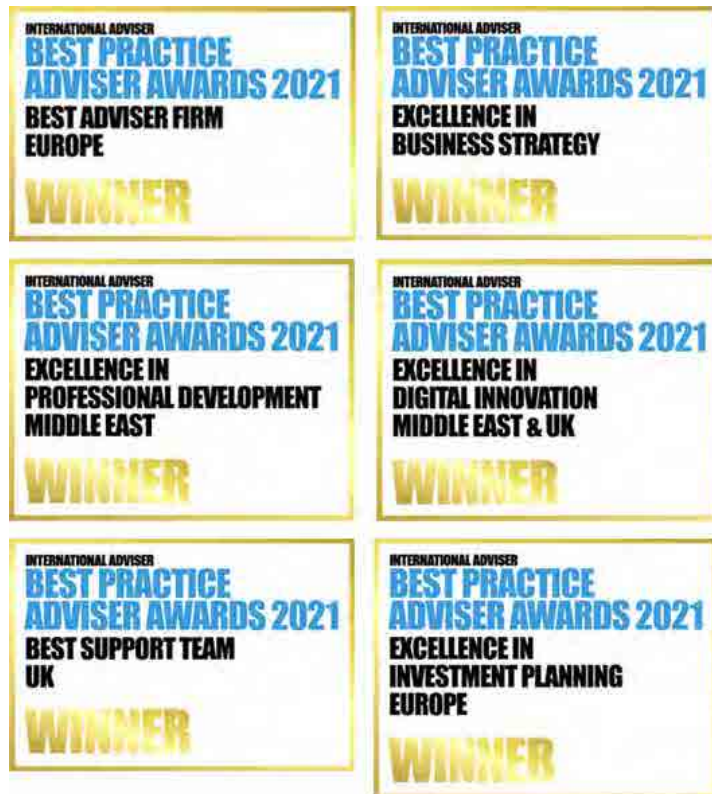 INTERNATIONAL ADVISER
BEST PRACTICE
ADVISER AWARDS 2021
BEST ADVISER FIRM
EUROPE
WINNER
INTERNATIONAL ADVISER
BEST PRACTICE
ADVISER AWARDS 2021
EXCELLENCE IN
BUSINESS STRATEGY
WINNER
INTERNATIONAL ADVISER
BEST PRACTICE
ADVISER AWARDS 2021
EXCELLENCE IN
PROFESSIONAL DEVELOPMENT
MIDDLE EAST
WINNER
INTERNATIONAL ADVISER
BEST PRACTICE
ADVISER AWARDS 2021
EXCELLENCE IN
DIGITAL INNOVATION
MIDDLE EAST & UK
WINNER
INTERNATIONAL ADVISER
BEST PRACTICE
ADVISER AWARDS 2021
BEST SUPPORT TEAM
UK
WINNER
INTERNATIONAL ADVISER
BEST PRACTICE
ADVISER AWARDS 2021
EXCELLENCE IN
INVESTMENT PLANNING
EUROPE
WINNER